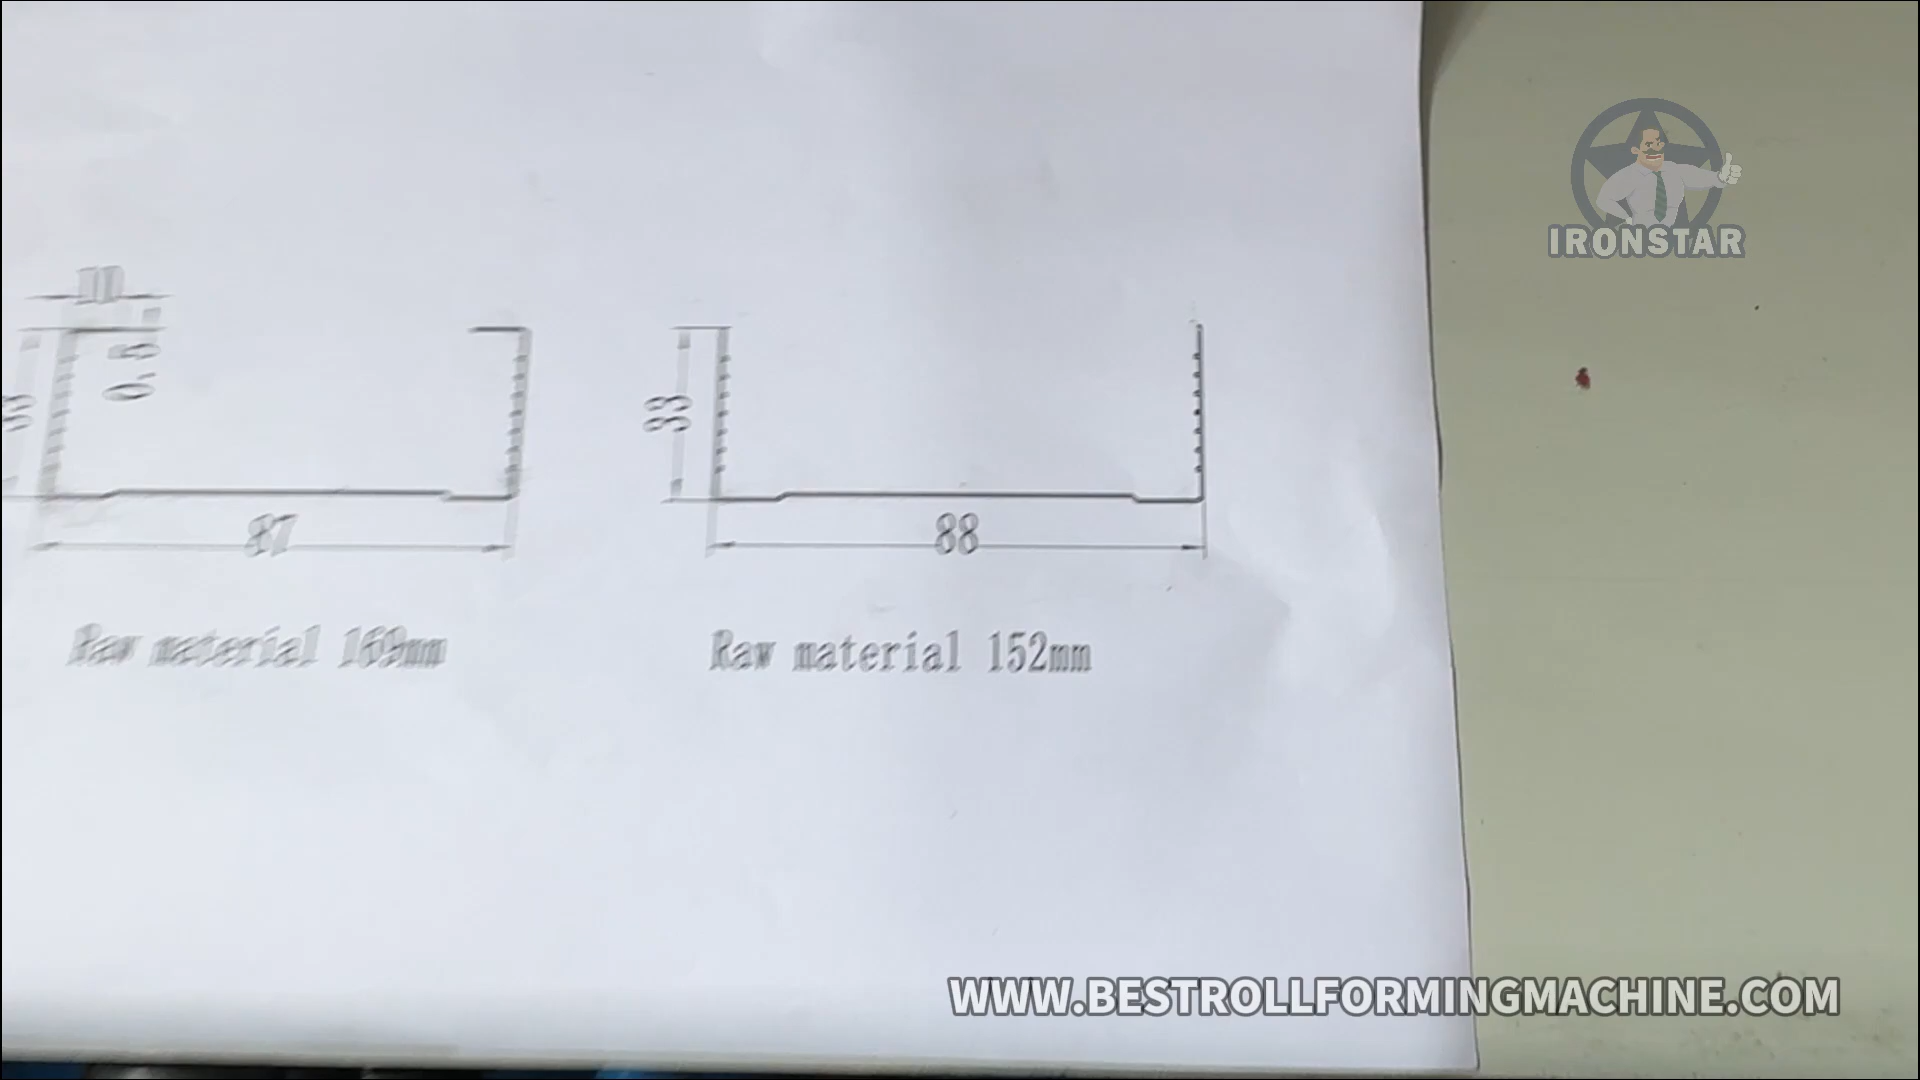 IRONSTAR
10
0.5
33
87
88
Raw material 169mm
Raw material 152mm
WWW.BESTROLLFORMINGMACHINE.COM